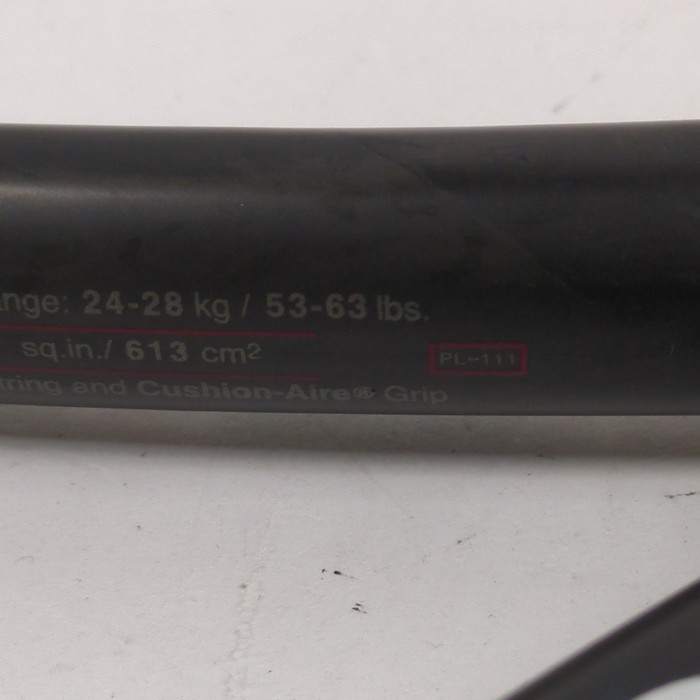 ange: 24-28 kg / 53-63 lbs.
sq.in./ 613 cm²
PL-111
tring and Cushion-Aire® Grip